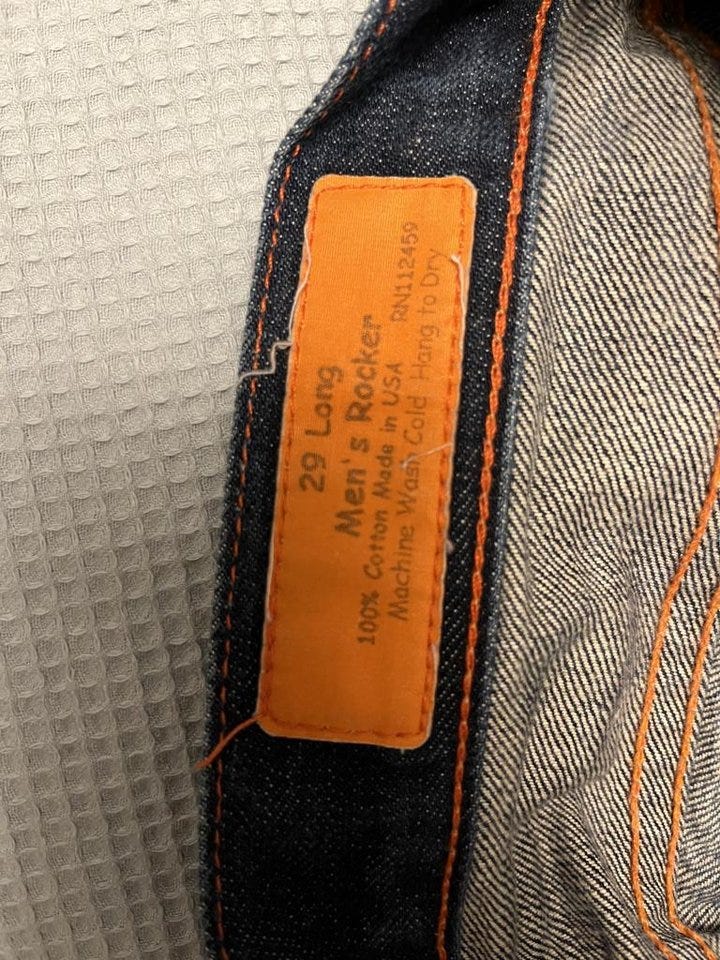 29 Long
Men's Rocker
100% Cotton Made in USA RN112459
Machine Wash Cold Hang to Dry